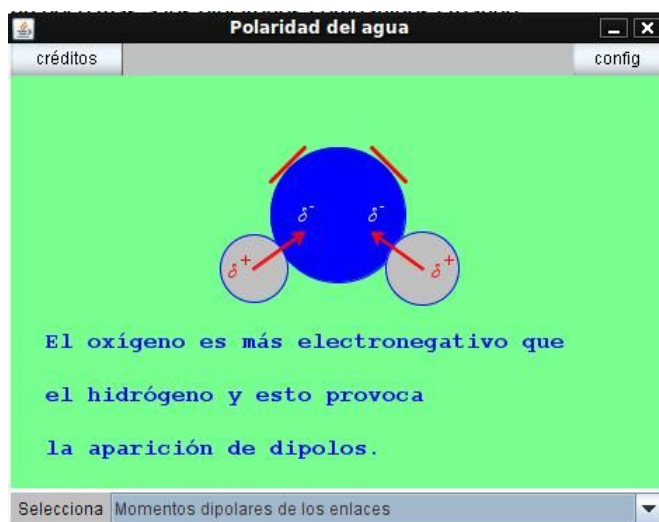 Polaridad del agua
créditos
config
δ⁻ δ⁻
δ⁺ δ⁺
El oxígeno es más electronegativo que
el hidrógeno y esto provoca
la aparición de dipolos.
Selecciona Momentos dipolares de los enlaces